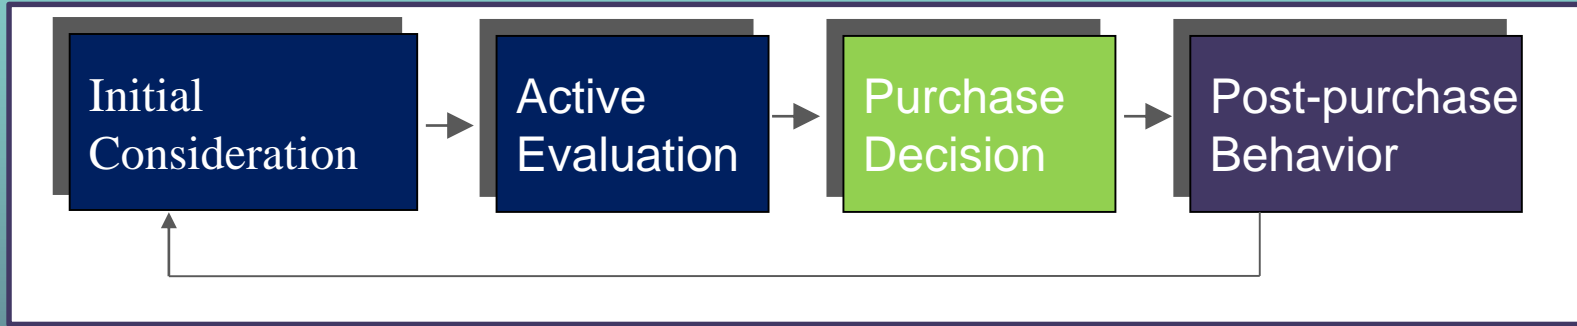 Initial
Consideration
Active
Evaluation
Purchase
Decision
Post-purchase
Behavior